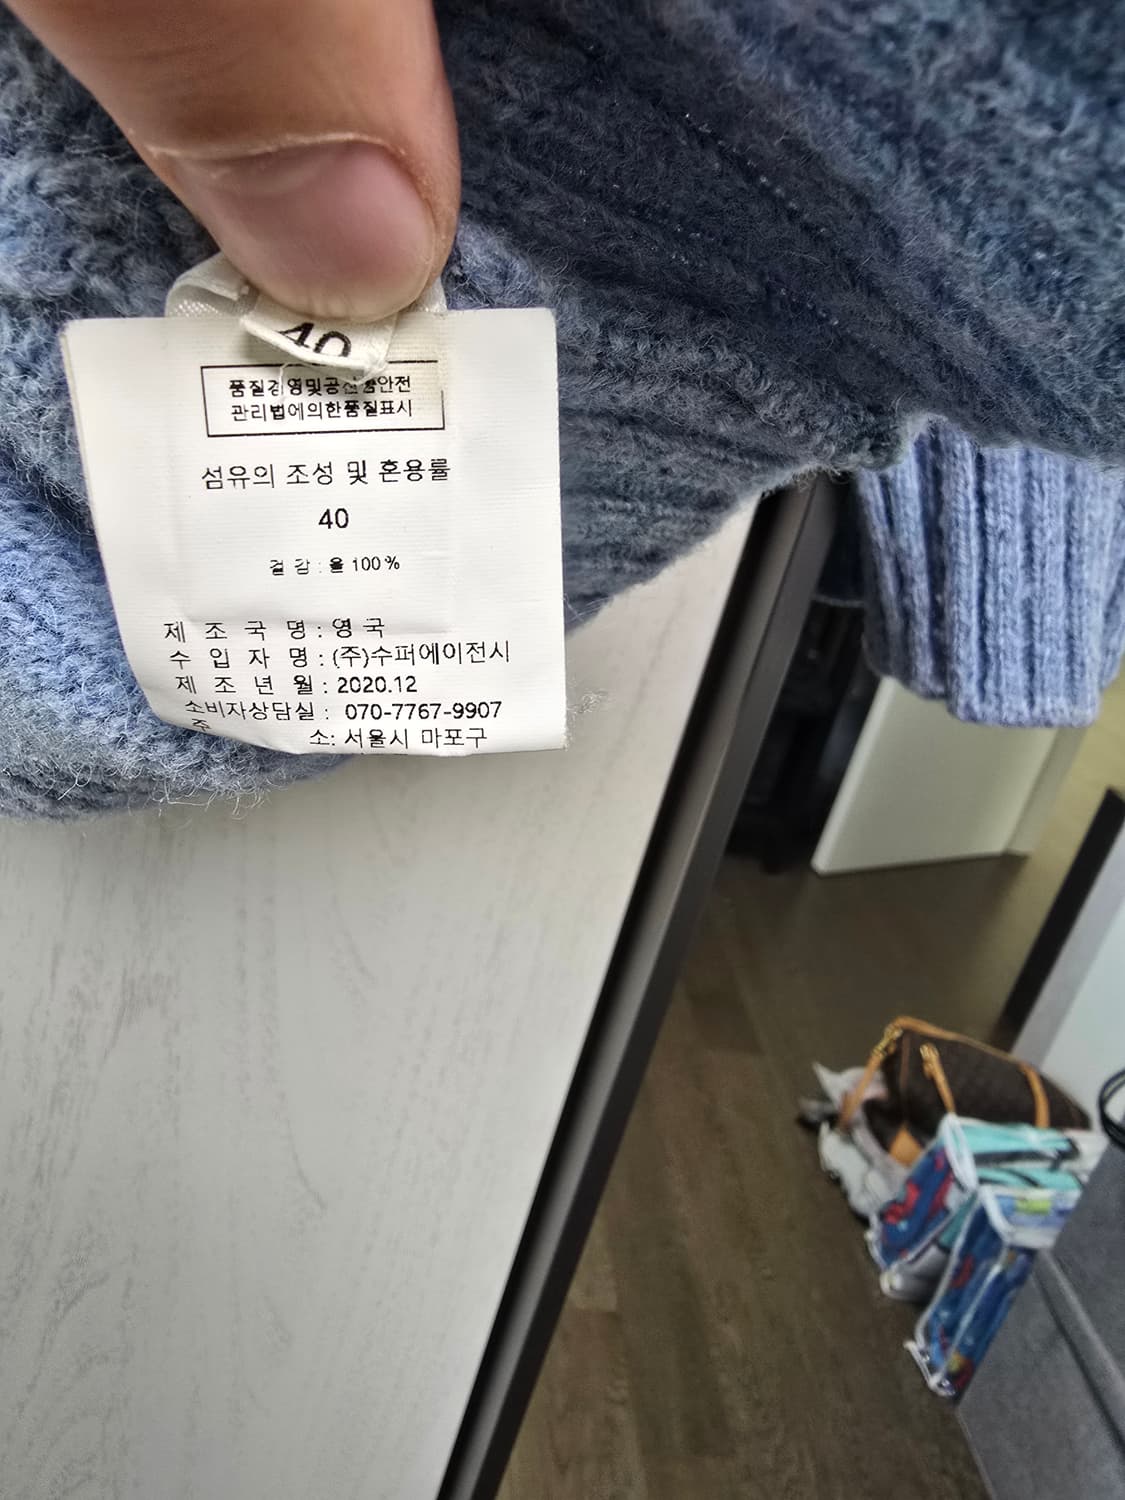 40
품질경영및공산품안전
관리법에의한품질표시
섬유의 조성 및 혼용률
40
겉 감 : 울 100 %
제 조 국 명 : 영 국
수 입 자 명 : (주)수퍼에이전시
제 조 년 월 : 2020.12
소비자상담실 : 070-7767-9907
주 소: 서울시 마포구